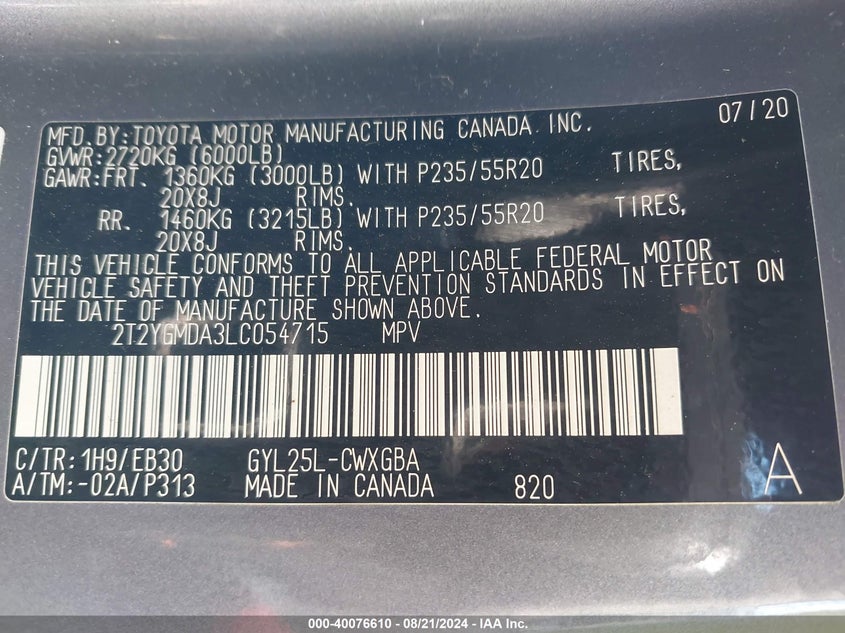 07/20
MFD. BY: TOYOTA MOTOR MANUFACTURING CANADA INC.
GVWR: 2720KG (6000LB)
GAWR: FRT. 1360KG (3000LB) WITH P235/55R20 TIRES,
20X8J RIMS.
RR. 1460KG (3215LB) WITH P235/55R20 TIRES,
20X8J RIMS.
THIS VEHICLE CONFORMS TO ALL APPLICABLE FEDERAL MOTOR
VEHICLE SAFETY AND THEFT PREVENTION STANDARDS IN EFFECT ON
THE DATE OF MANUFACTURE SHOWN ABOVE.
2T2YGMDA3LC054715 MPV
C/TR: 1H9/EB30 GYL25L-CWXGBA
A/TM: -02A/P313 MADE IN CANADA 820 A
000-40076610 - 08/21/2024 - IAA Inc.